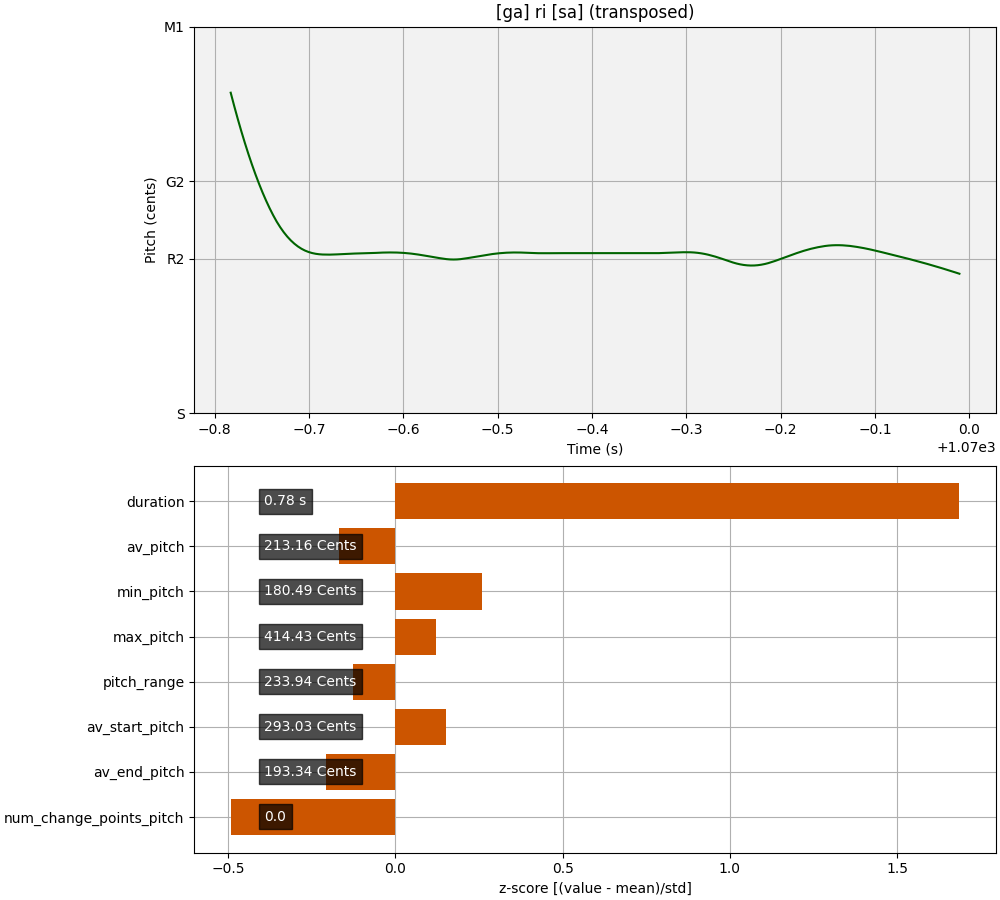 [ga] ri [sa] (transposed)
M1
G2
R2
S
Pitch (cents)
−0.8 −0.7 −0.6 −0.5 −0.4 −0.3 −0.2 −0.1 0.0
Time (s)
+1.07e3
duration 0.78 s
av_pitch 213.16 Cents
min_pitch 180.49 Cents
max_pitch 414.43 Cents
pitch_range 233.94 Cents
av_start_pitch 293.03 Cents
av_end_pitch 193.34 Cents
num_change_points_pitch 0.0
−0.5 0.0 0.5 1.0 1.5
z-score [(value - mean)/std]